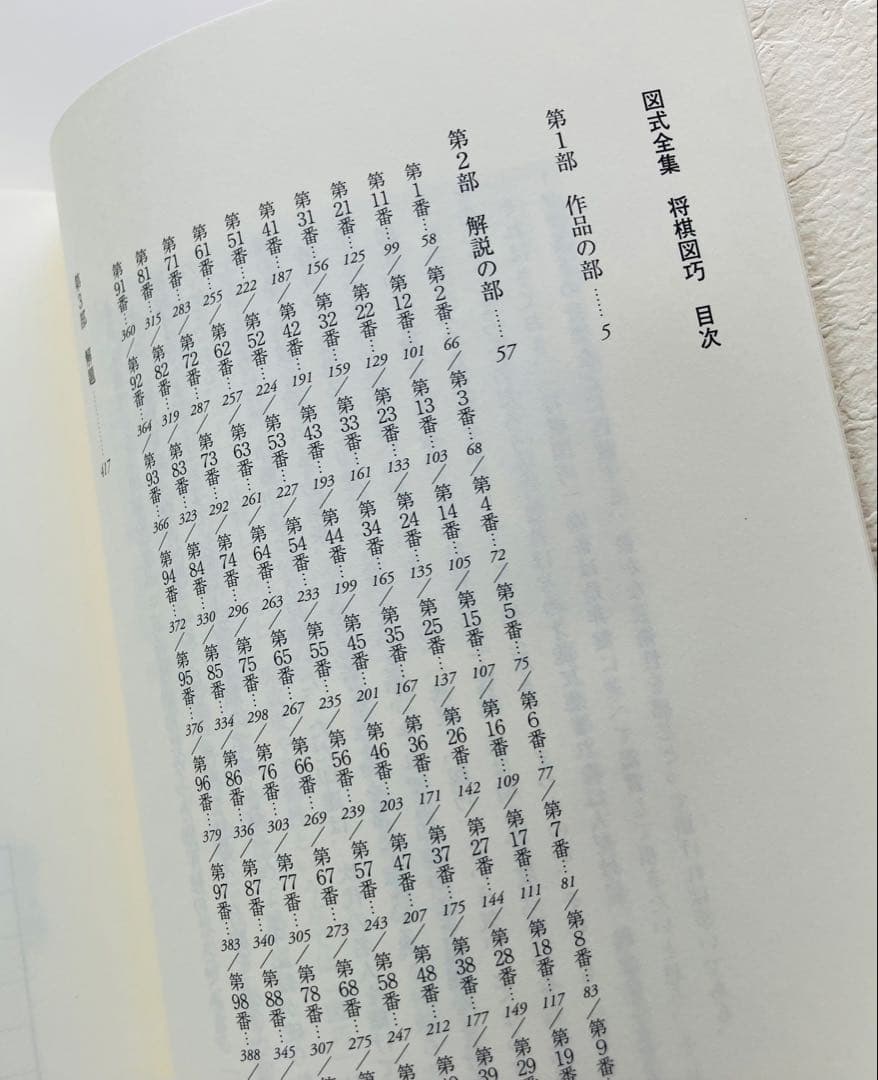 図式全集 将棋図巧 目次
第1部 作品の部……5
第2部 解説の部……57
第1番…58/第2番…66/第3番…68/第4番…72/第5番…75/第6番…77/第7番…81/第8番…83/第9番…
第11番…99/第12番…101/第13番…103/第14番…105/第15番…107/第16番…109/第17番…111/第18番…117/第19番…
第21番…125/第22番…129/第23番…133/第24番…135/第25番…137/第26番…142/第27番…144/第28番…149/第29番
第31番…156/第32番…159/第33番…161/第34番…165/第35番…167/第36番…171/第37番…175/第38番…177/第39
第41番…187/第42番…191/第43番…193/第44番…199/第45番…201/第46番…203/第47番…207/第48番…212/第
第51番…222/第52番…224/第53番…227/第54番…233/第55番…235/第56番…239/第57番…243/第58番…247/第
第61番…255/第62番…257/第63番…261/第64番…263/第65番…267/第66番…269/第67番…273/第68番…275/第
第71番…283/第72番…287/第73番…292/第74番…296/第75番…298/第76番…303/第77番…305/第78番…307/
第81番…315/第82番…319/第83番…323/第84番…330/第85番…334/第86番…336/第87番…340/第88番…345/
第91番…360/第92番…364/第93番…366/第94番…372/第95番…376/第96番…379/第97番…383/第98番…388/
第3部 解題……417